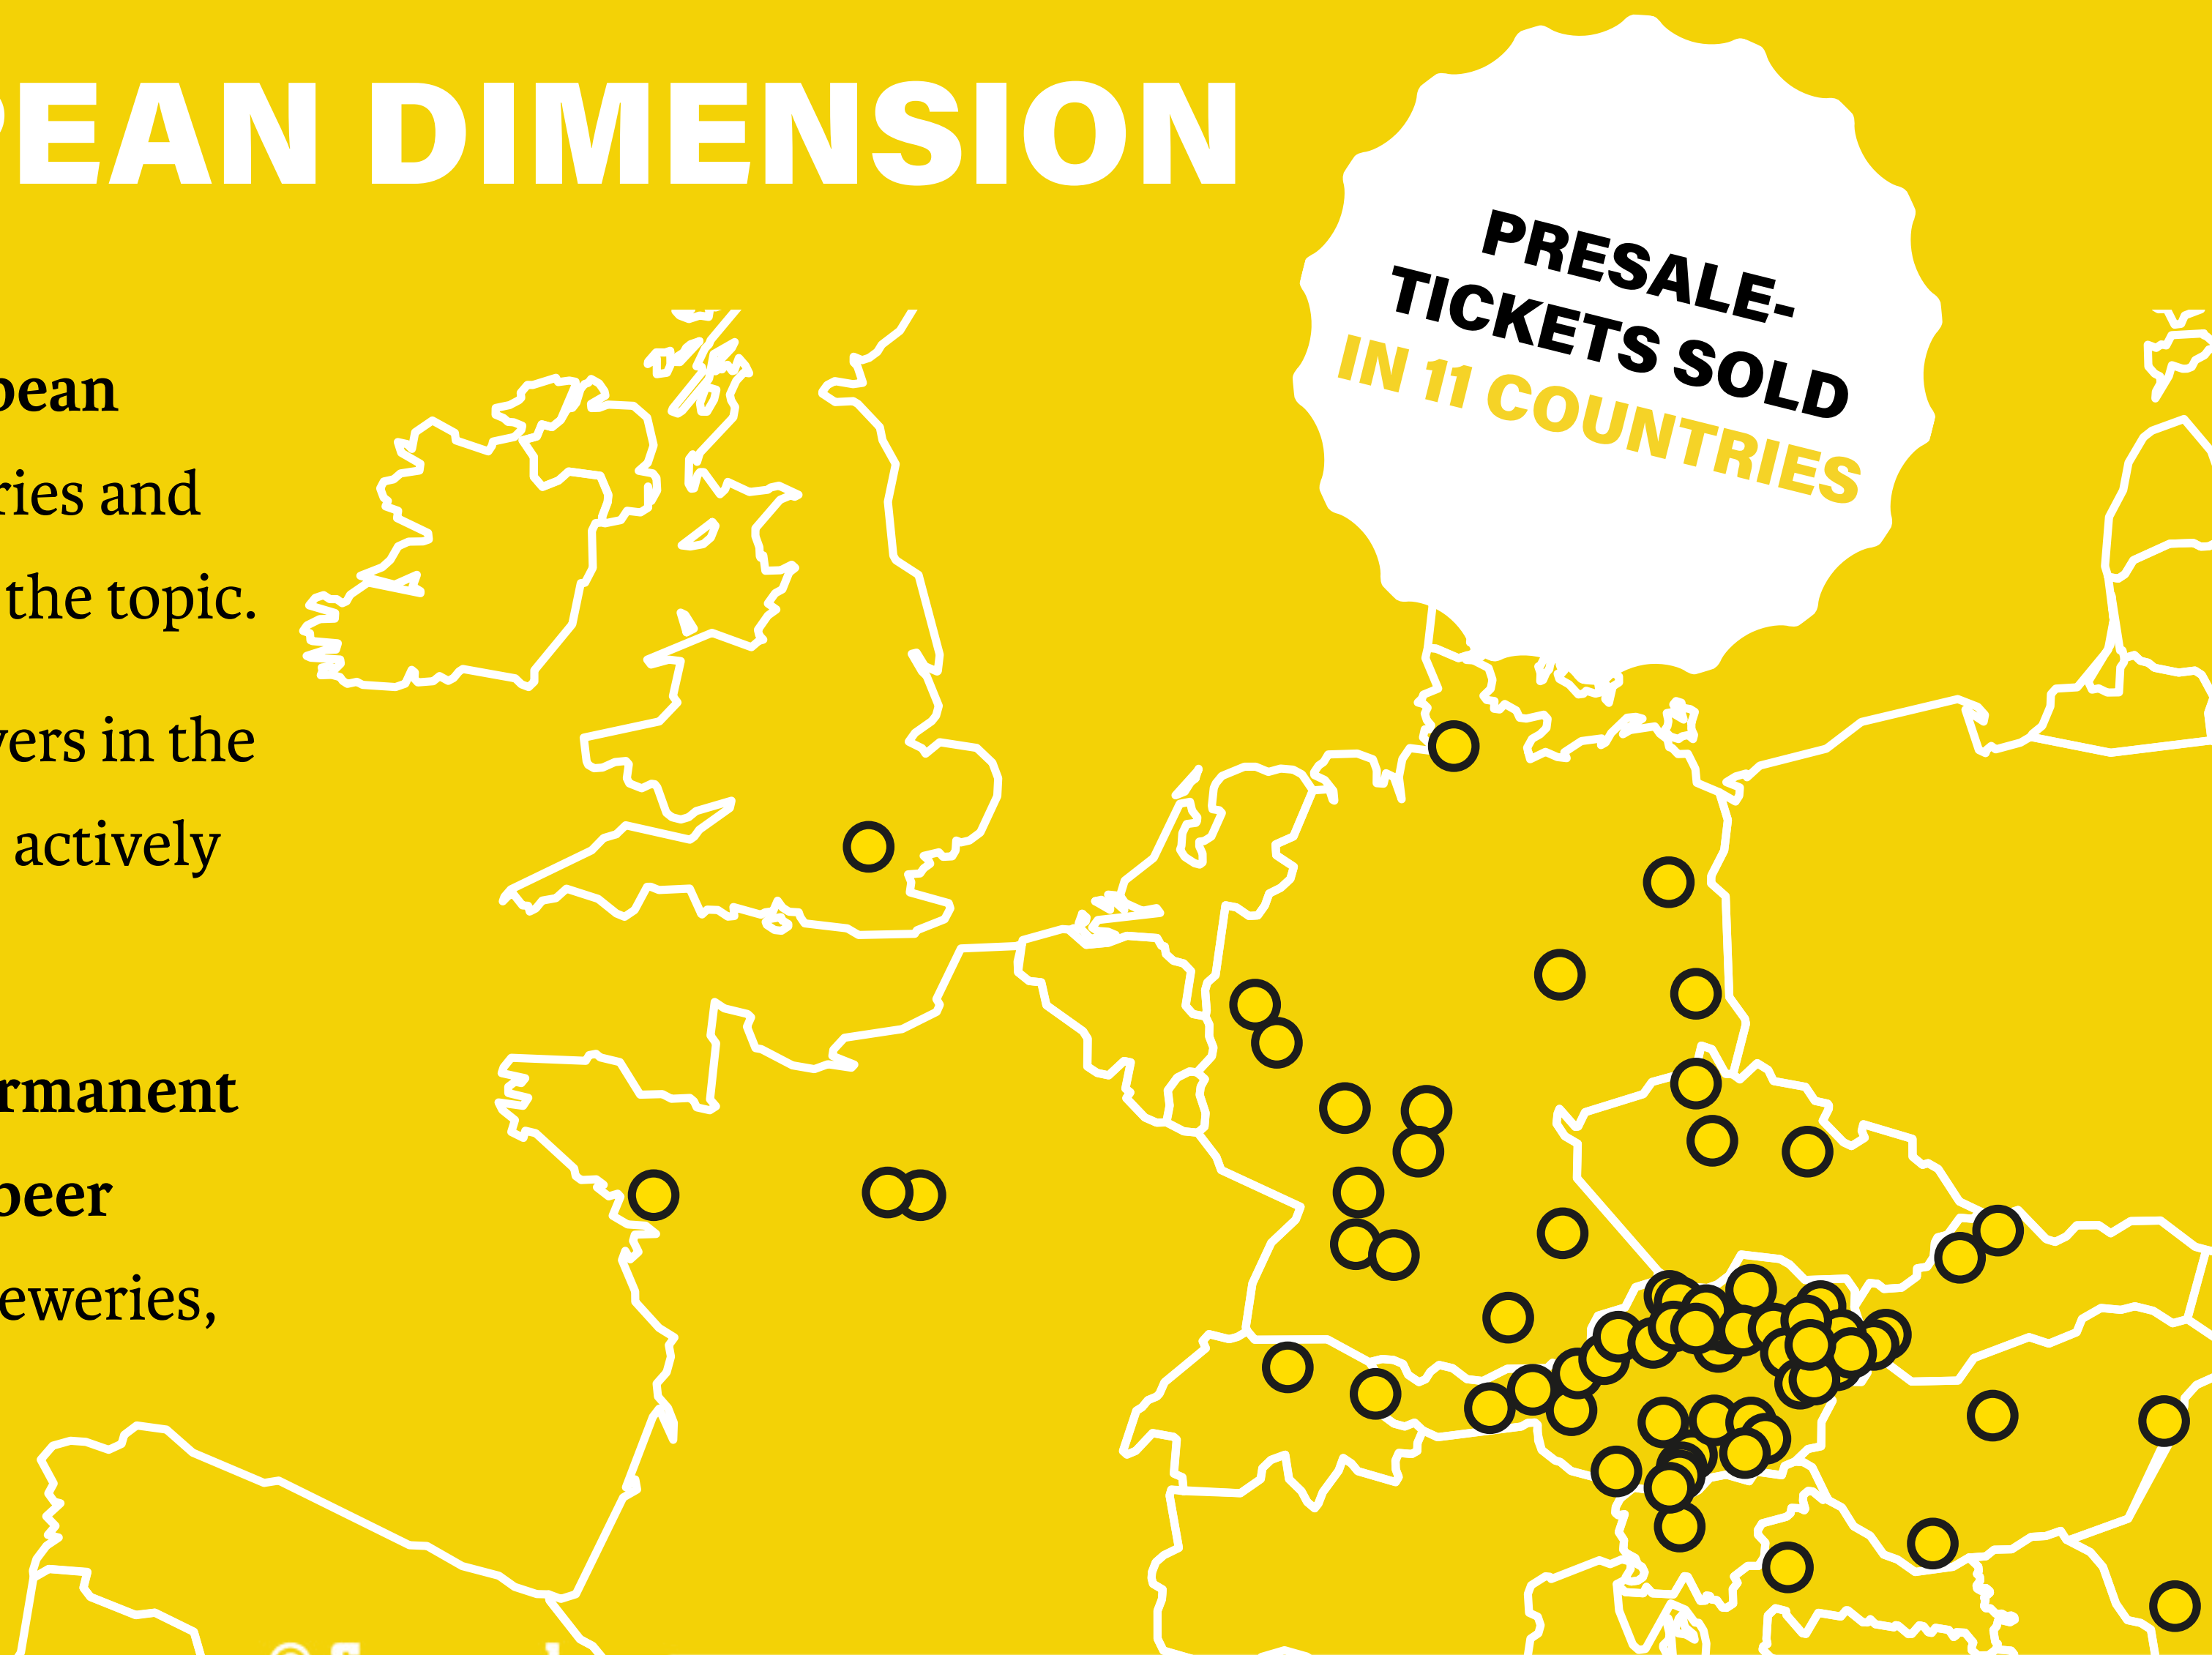 PEAN DIMENSION
PRESALE-
TICKETS SOLD
IN 11 COUNTRIES
pean
ries and
the topic.
vers in the
actively
rmanent
beer
eweries,